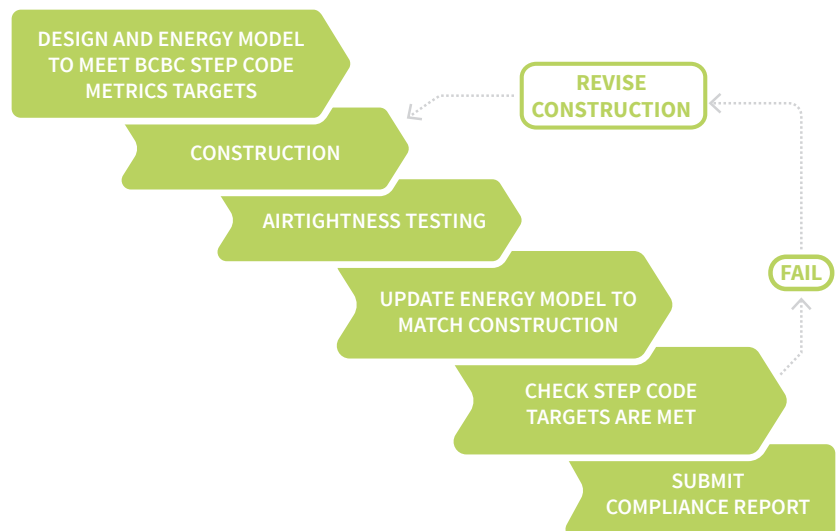 DESIGN AND ENERGY MODEL
TO MEET BCBC STEP CODE
METRICS TARGETS
REVISE
CONSTRUCTION
CONSTRUCTION
AIRTIGHTNESS TESTING
FAIL
UPDATE ENERGY MODEL TO
MATCH CONSTRUCTION
CHECK STEP CODE
TARGETS ARE MET
SUBMIT
COMPLIANCE REPORT